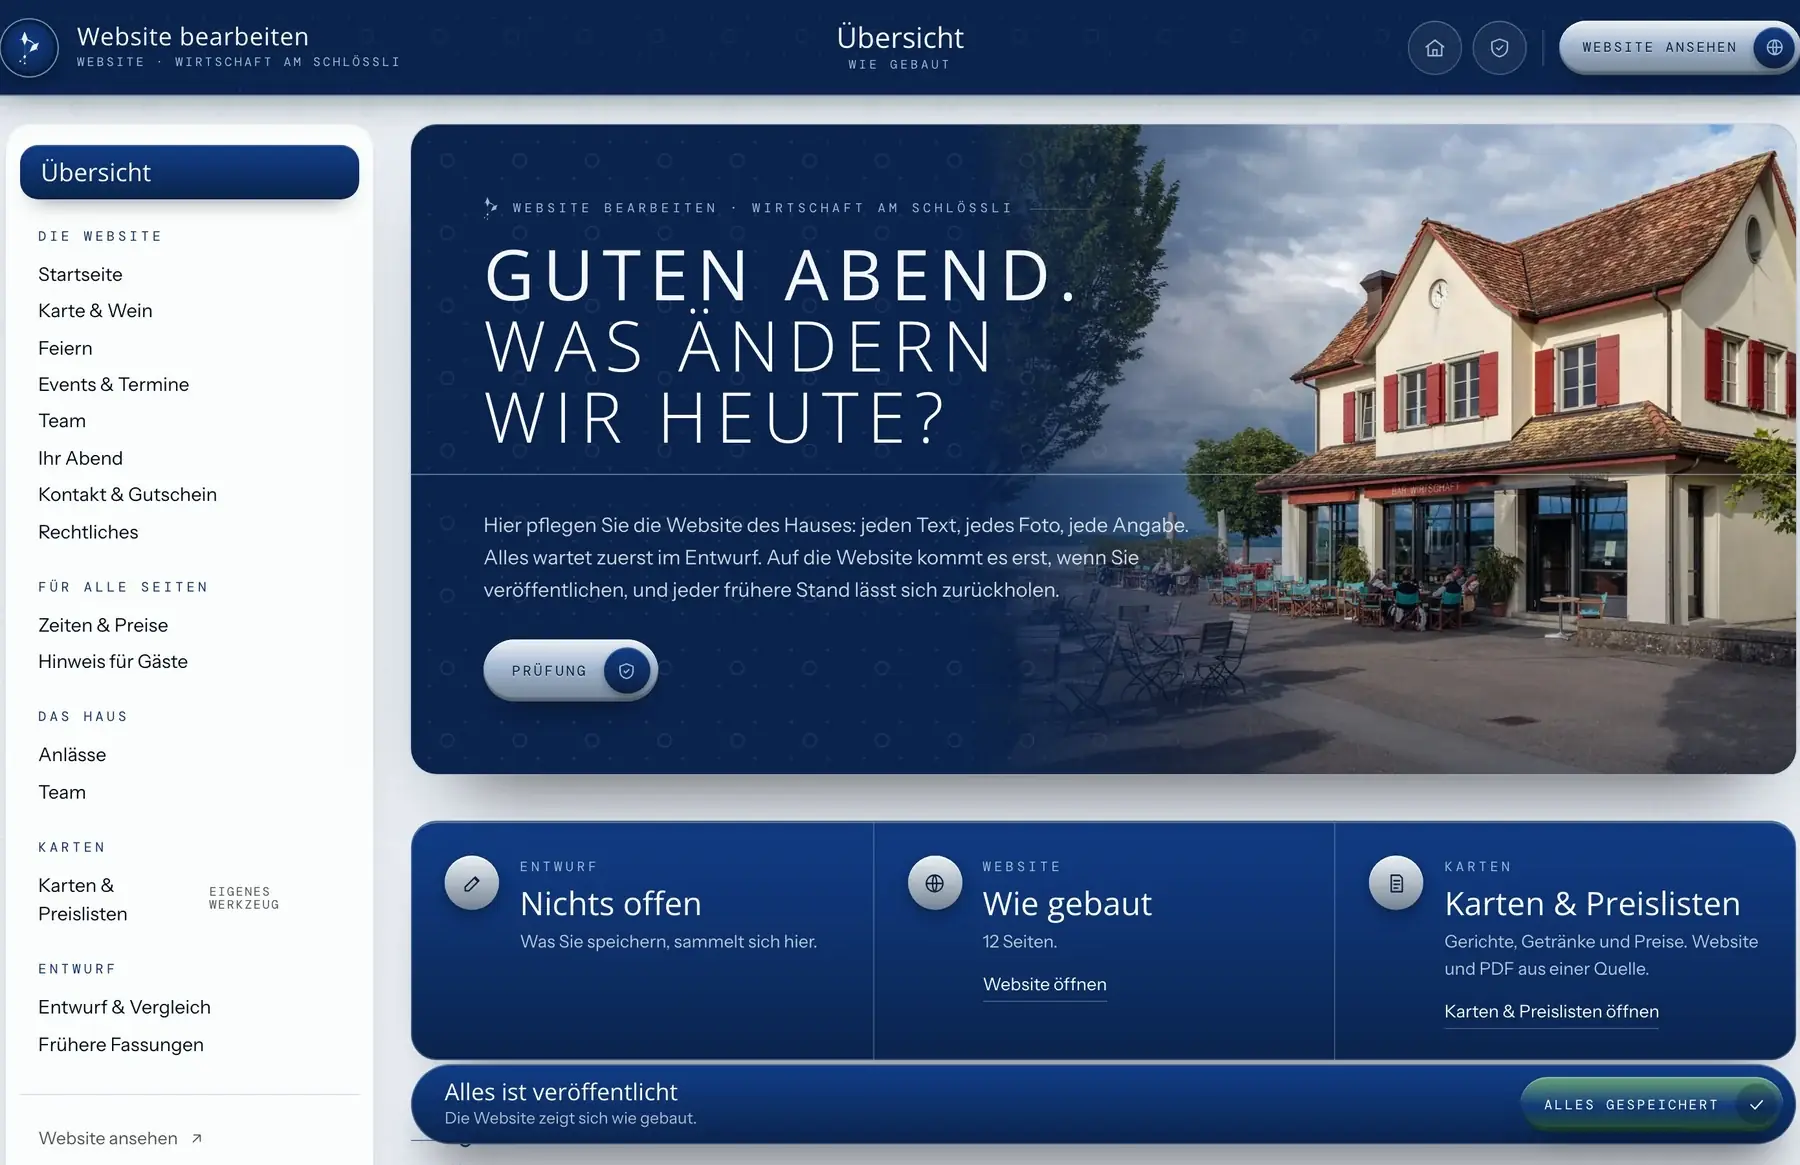 Website bearbeiten
WEBSITE · WIRTSCHAFT AM SCHLÖSSLI
Übersicht
WIE GEBAUT
WEBSITE ANSEHEN
Übersicht
DIE WEBSITE
Startseite
Karte & Wein
Feiern
Events & Termine
Team
Ihr Abend
Kontakt & Gutschein
Rechtliches
FÜR ALLE SEITEN
Zeiten & Preise
Hinweis für Gäste
DAS HAUS
Anlässe
Team
KARTEN
Karten &
Preislisten
EIGENES
WERKZEUG
ENTWURF
Entwurf & Vergleich
Frühere Fassungen
Website ansehen
WEBSITE BEARBEITEN · WIRTSCHAFT AM SCHLÖSSLI
GUTEN ABEND.
WAS ÄNDERN
WIR HEUTE?
Hier pflegen Sie die Website des Hauses: jeden Text, jedes Foto, jede Angabe.
Alles wartet zuerst im Entwurf. Auf die Website kommt es erst, wenn Sie
veröffentlichen, und jeder frühere Stand lässt sich zurückholen.
PRÜFUNG
BAR WIRTSCHAFT
ENTWURF
Nichts offen
Was Sie speichern, sammelt sich hier.
WEBSITE
Wie gebaut
12 Seiten.
Website öffnen
KARTEN
Karten & Preislisten
Gerichte, Getränke und Preise. Website
und PDF aus einer Quelle.
Karten & Preislisten öffnen
Alles ist veröffentlicht
Die Website zeigt sich wie gebaut.
ALLES GESPEICHERT